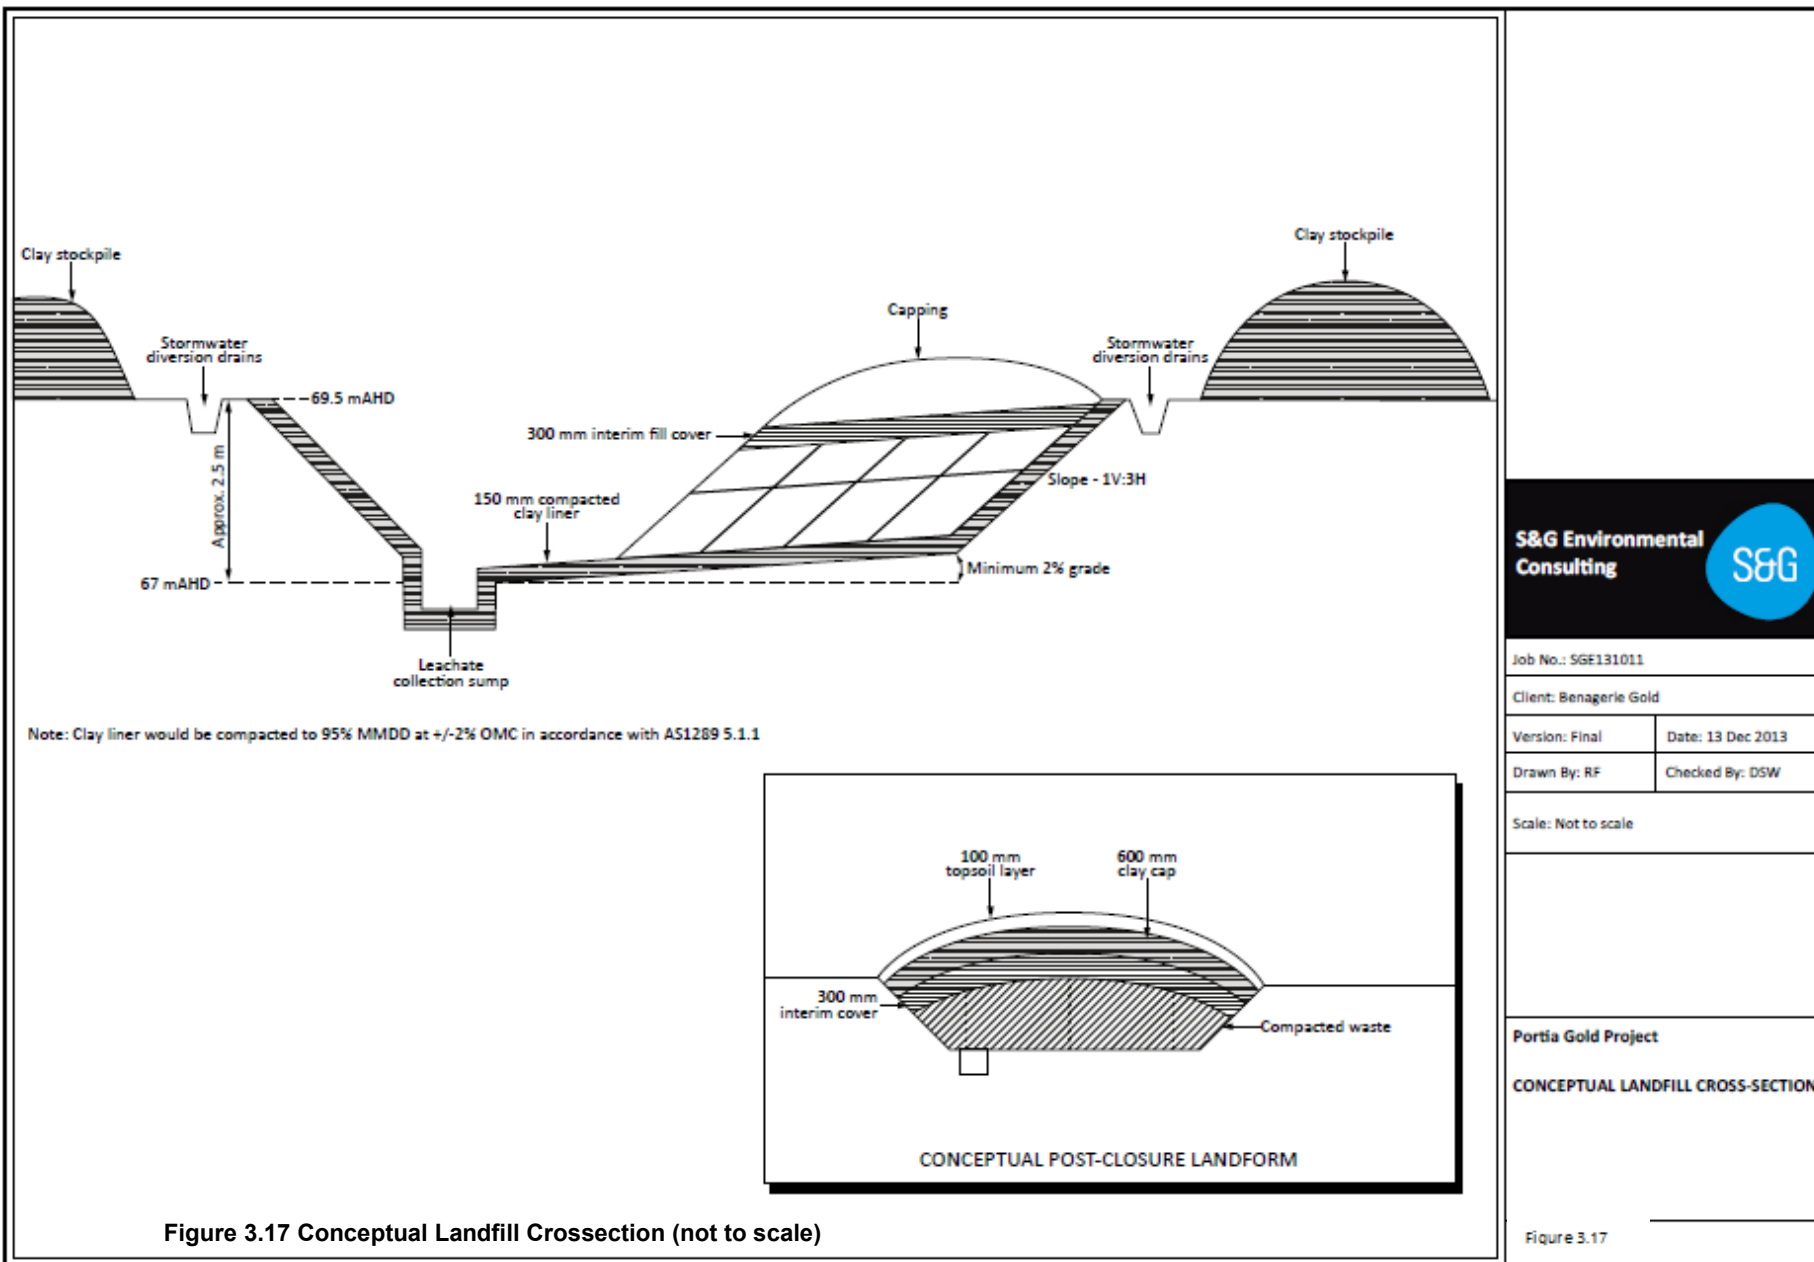 Clay stockpile
Clay stockpile
Stormwater
diversion drains
Capping
Stormwater
diversion drains
69.5 mAHD
300 mm interim fill cover
Approx. 2.5 m
Slope - 1V:3H
150 mm compacted
clay liner
67 mAHD
Minimum 2% grade
Leachate
collection sump
Note: Clay liner would be compacted to 95% MMDD at +/-2% OMC in accordance with AS1289 5.1.1
100 mm
topsoil layer
600 mm
clay cap
300 mm
interim cover
Compacted waste
CONCEPTUAL POST-CLOSURE LANDFORM
Figure 3.17 Conceptual Landfill Crossection (not to scale)
S&G Environmental
Consulting
S&G
Job No.: SGE131011
Client: Benagerie Gold
Version: Final
Date: 13 Dec 2013
Drawn By: RF
Checked By: DSW
Scale: Not to scale
Portia Gold Project
CONCEPTUAL LANDFILL CROSS-SECTION
Figure 3.17